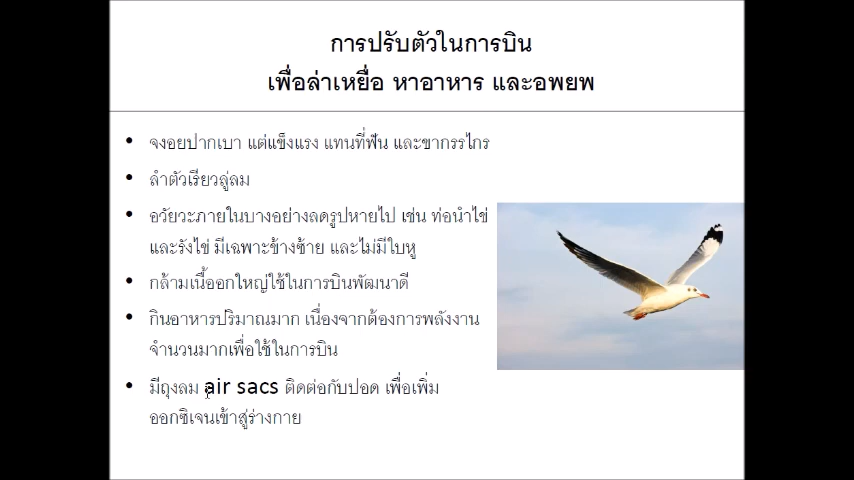 การปรับตัวในการบิน
เพื่อล่าเหยื่อ หาอาหาร และอพยพ
• จงอยปากเบา แต่แข็งแรง แทนที่ฟัน และขากรรไกร
• ลำตัวเรียวลู่ลม
• อวัยวะภายในบางอย่างลดรูปหายไป เช่น ท่อนำไข่
และรังไข่ มีเฉพาะข้างซ้าย และไม่มีใบหู
• กล้ามเนื้ออกใหญ่ใช้ในการบินพัฒนาดี
• กินอาหารปริมาณมาก เนื่องจากต้องการพลังงาน
จำนวนมากเพื่อใช้ในการบิน
• มีถุงลม air sacs ติดต่อกับปอด เพื่อเพิ่ม
ออกซิเจนเข้าสู่ร่างกาย